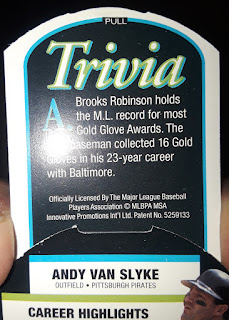 PULL
Trivia
A Brooks Robinson holds
the M.L. record for most
Gold Glove Awards. The
baseman collected 16 Gold
Gloves in his 23-year career
with Baltimore.
Officially Licensed By The Major League Baseball
Players Association © MLBPA MSA
Innovative Promotions Int'l Ltd. Patent No. 5259133
ANDY VAN SLYKE
OUTFIELD • PITTSBURGH PIRATES
CAREER HIGHLIGHTS